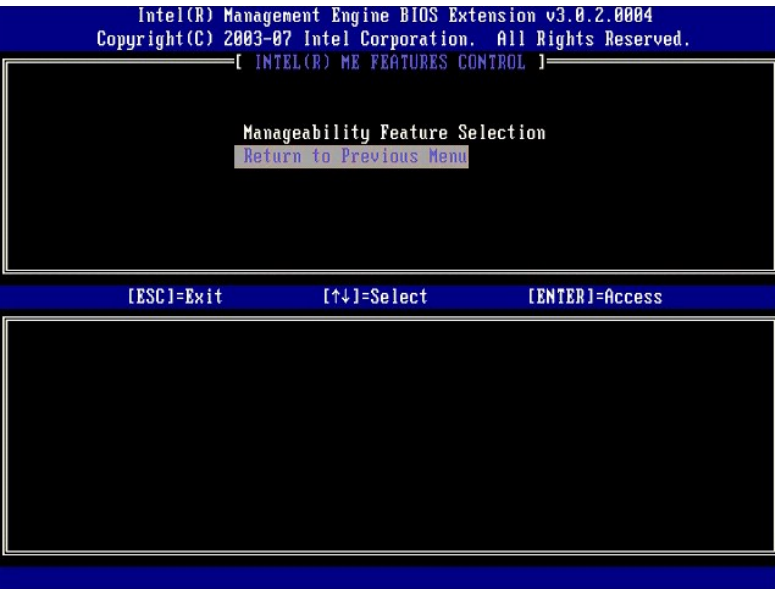 Intel(R) Management Engine BIOS Extension v3.0.2.0004
Copyright(C) 2003-07 Intel Corporation. All Rights Reserved.
[ INTEL(R) ME FEATURES CONTROL ]
Manageability Feature Selection
Return to Previous Menu
[ESC]=Exit [↑↓]=Select [ENTER]=Access